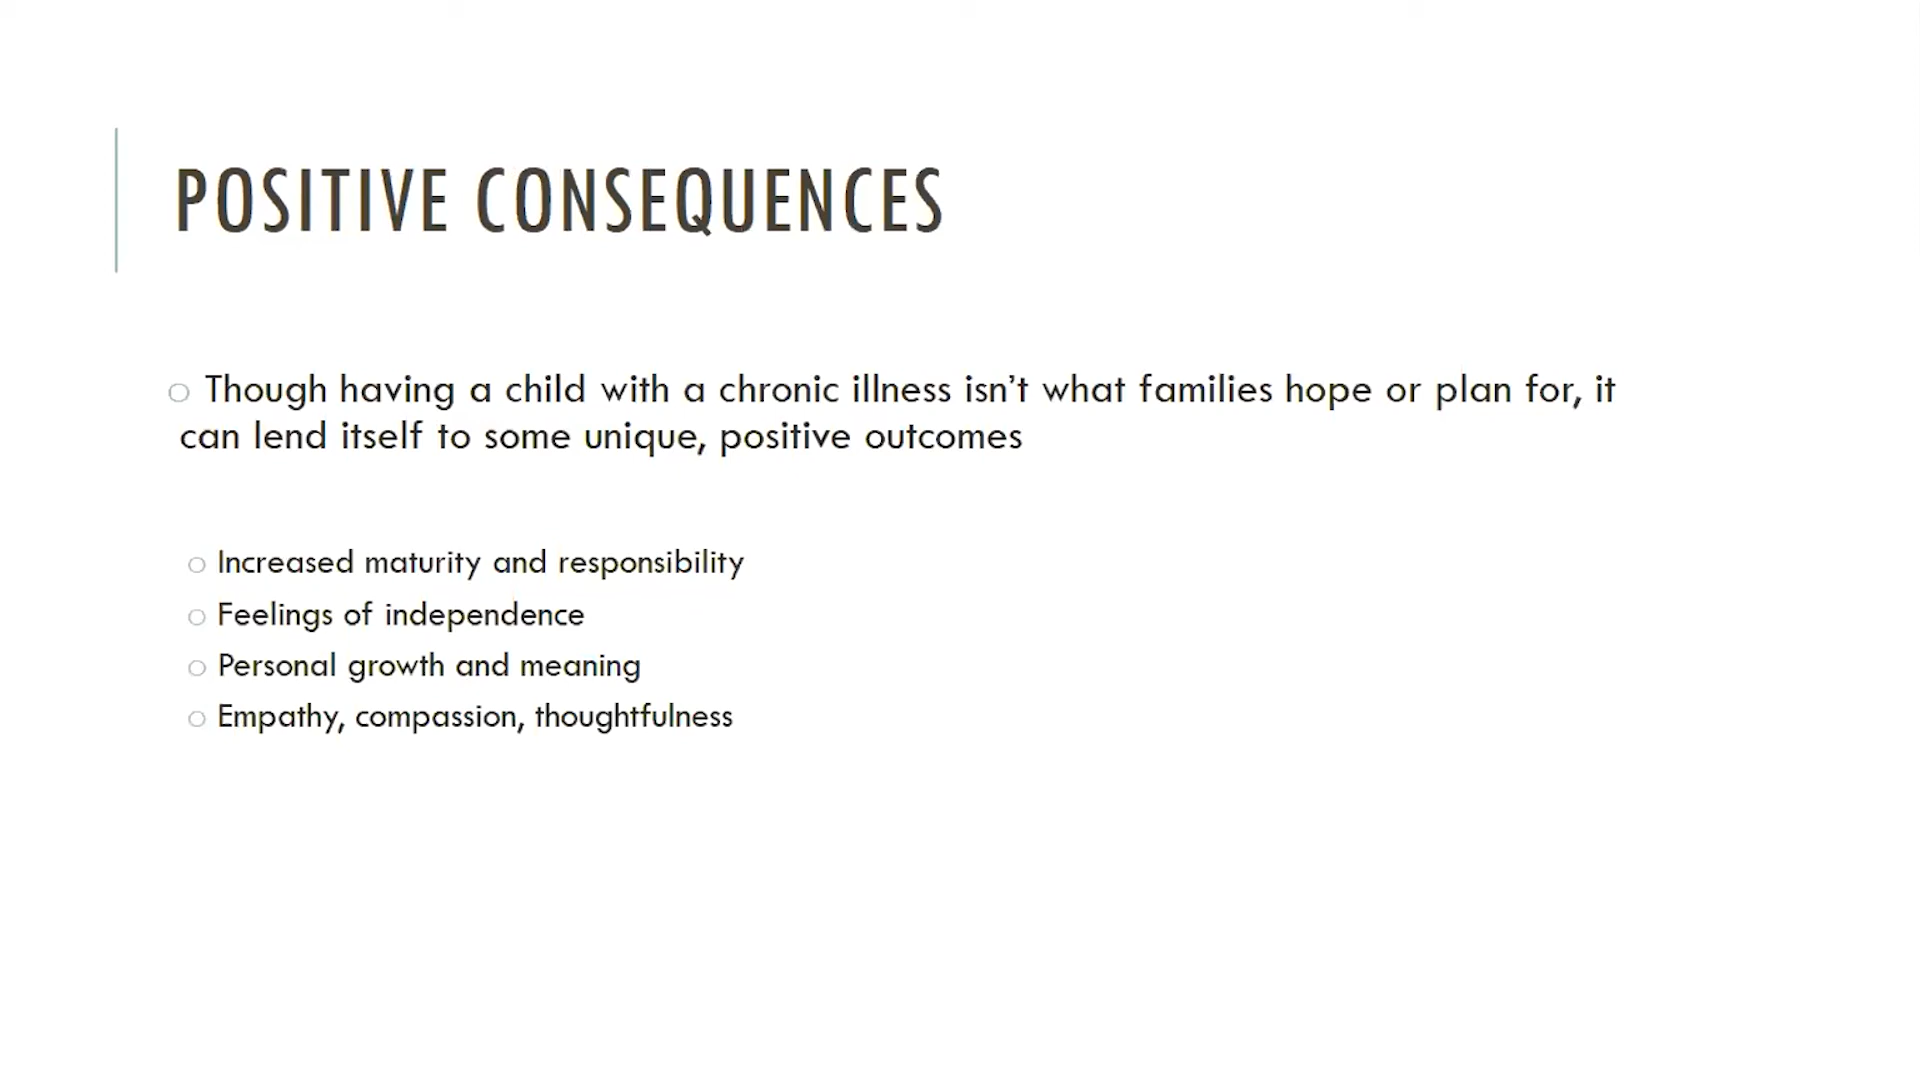 POSITIVE CONSEQUENCES
Though having a child with a chronic illness isn't what families hope or plan for, it
can lend itself to some unique, positive outcomes
Increased maturity and responsibility
Feelings of independence
Personal growth and meaning
Empathy, compassion, thoughtfulness